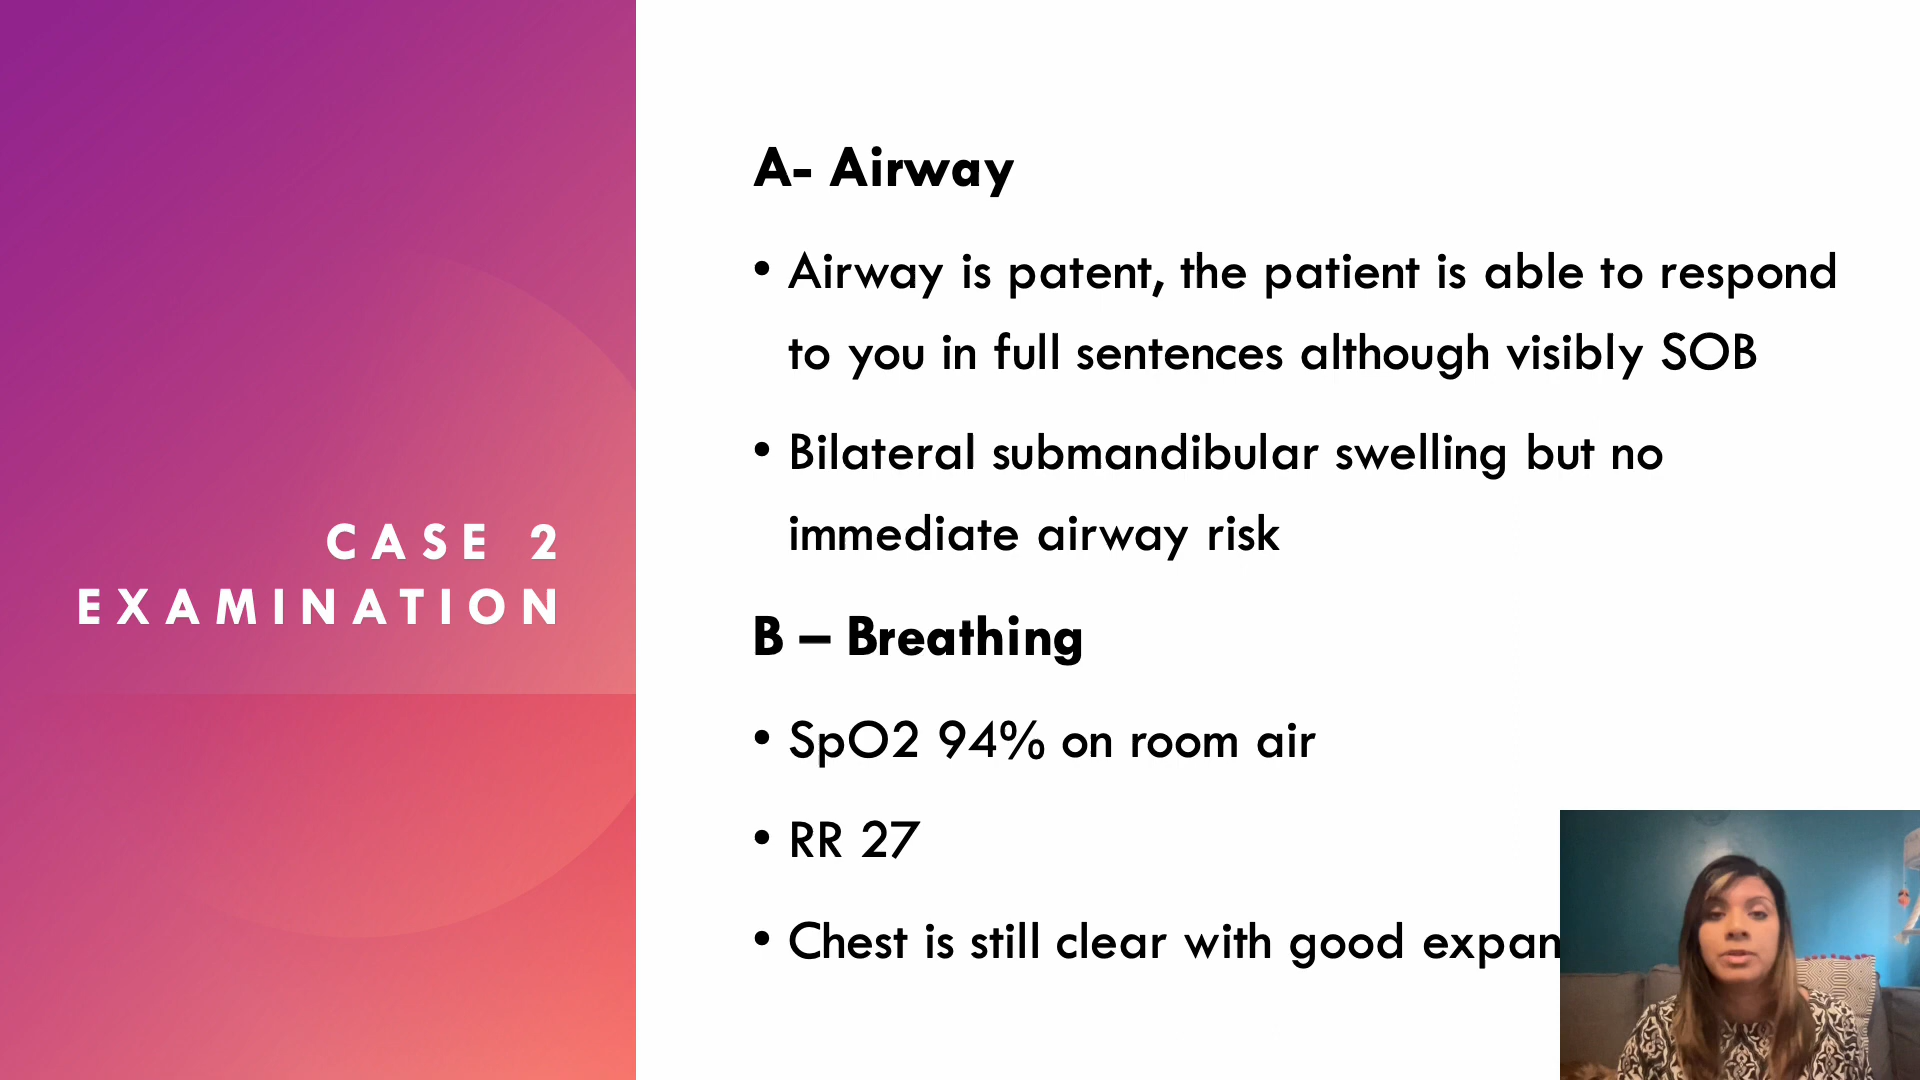 CASE 2
EXAMINATION
A- Airway
• Airway is patent, the patient is able to respond
to you in full sentences although visibly SOB
• Bilateral submandibular swelling but no
immediate airway risk
B – Breathing
• SpO2 94% on room air
• RR 27
• Chest is still clear with good expan